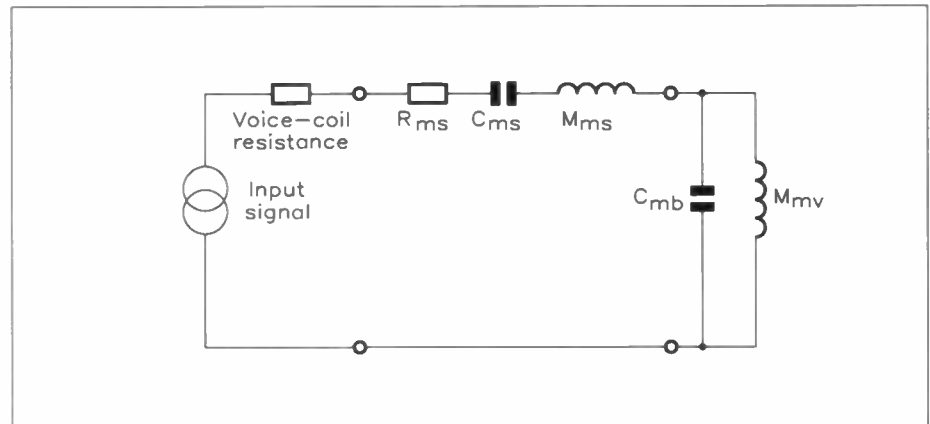 Voice-coil
resistance
Rms
Cms
Mms
Input
signal
Cmb
Mmv